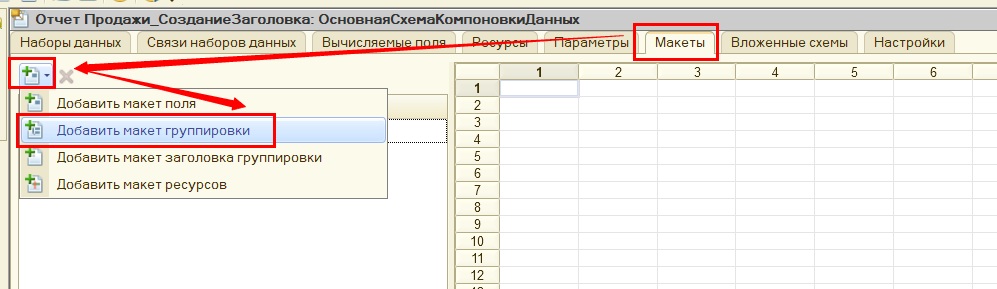 Отчет Продажи_СозданиеЗаголовка: ОсновнаяСхемаКомпоновкиДанных
Наборы данных Связи наборов данных Вычисляемые поля Ресурсы Параметры Макеты Вложенные схемы Настройки
Добавить макет поля
Добавить макет группировки
Добавить макет заголовка группировки
Добавить макет ресурсов
1 2 3 4 5 6
1
2
3
4
5
6
7
8
9
10
11
12